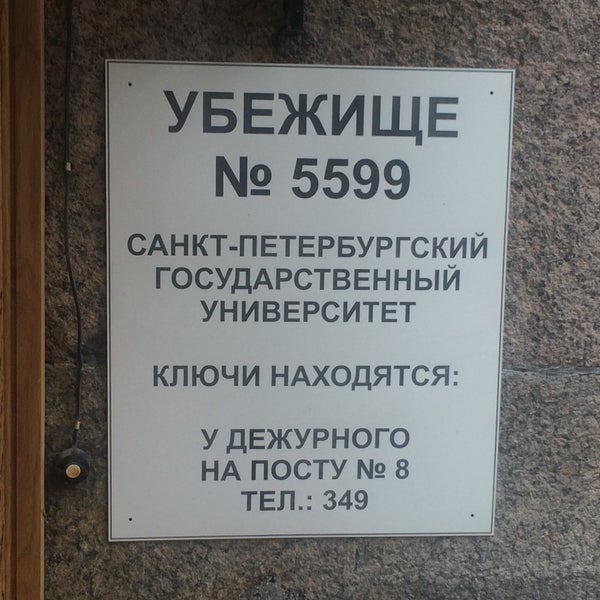 УБЕЖИЩЕ
№ 5599
САНКТ-ПЕТЕРБУРГСКИЙ
ГОСУДАРСТВЕННЫЙ
УНИВЕРСИТЕТ
КЛЮЧИ НАХОДЯТСЯ:
У ДЕЖУРНОГО
НА ПОСТУ № 8
ТЕЛ.: 349